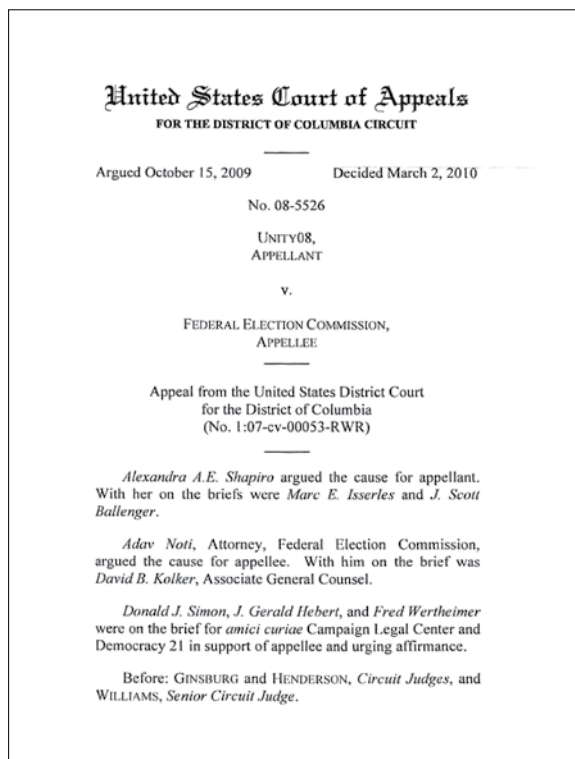 United States Court of Appeals
FOR THE DISTRICT OF COLUMBIA CIRCUIT
Argued October 15, 2009 Decided March 2, 2010
No. 08-5526
UNITY08,
APPELLANT
v.
FEDERAL ELECTION COMMISSION,
APPELLEE
Appeal from the United States District Court
for the District of Columbia
(No. 1:07-cv-00053-RWR)
Alexandra A.E. Shapiro argued the cause for appellant.
With her on the briefs were Marc E. Isserles and J. Scott
Ballenger.
Adav Noti, Attorney, Federal Election Commission,
argued the cause for appellee. With him on the brief was
David B. Kolker, Associate General Counsel.
Donald J. Simon, J. Gerald Hebert, and Fred Wertheimer
were on the brief for amici curiae Campaign Legal Center and
Democracy 21 in support of appellee and urging affirmance.
Before: GINSBURG and HENDERSON, Circuit Judges, and
WILLIAMS, Senior Circuit Judge.